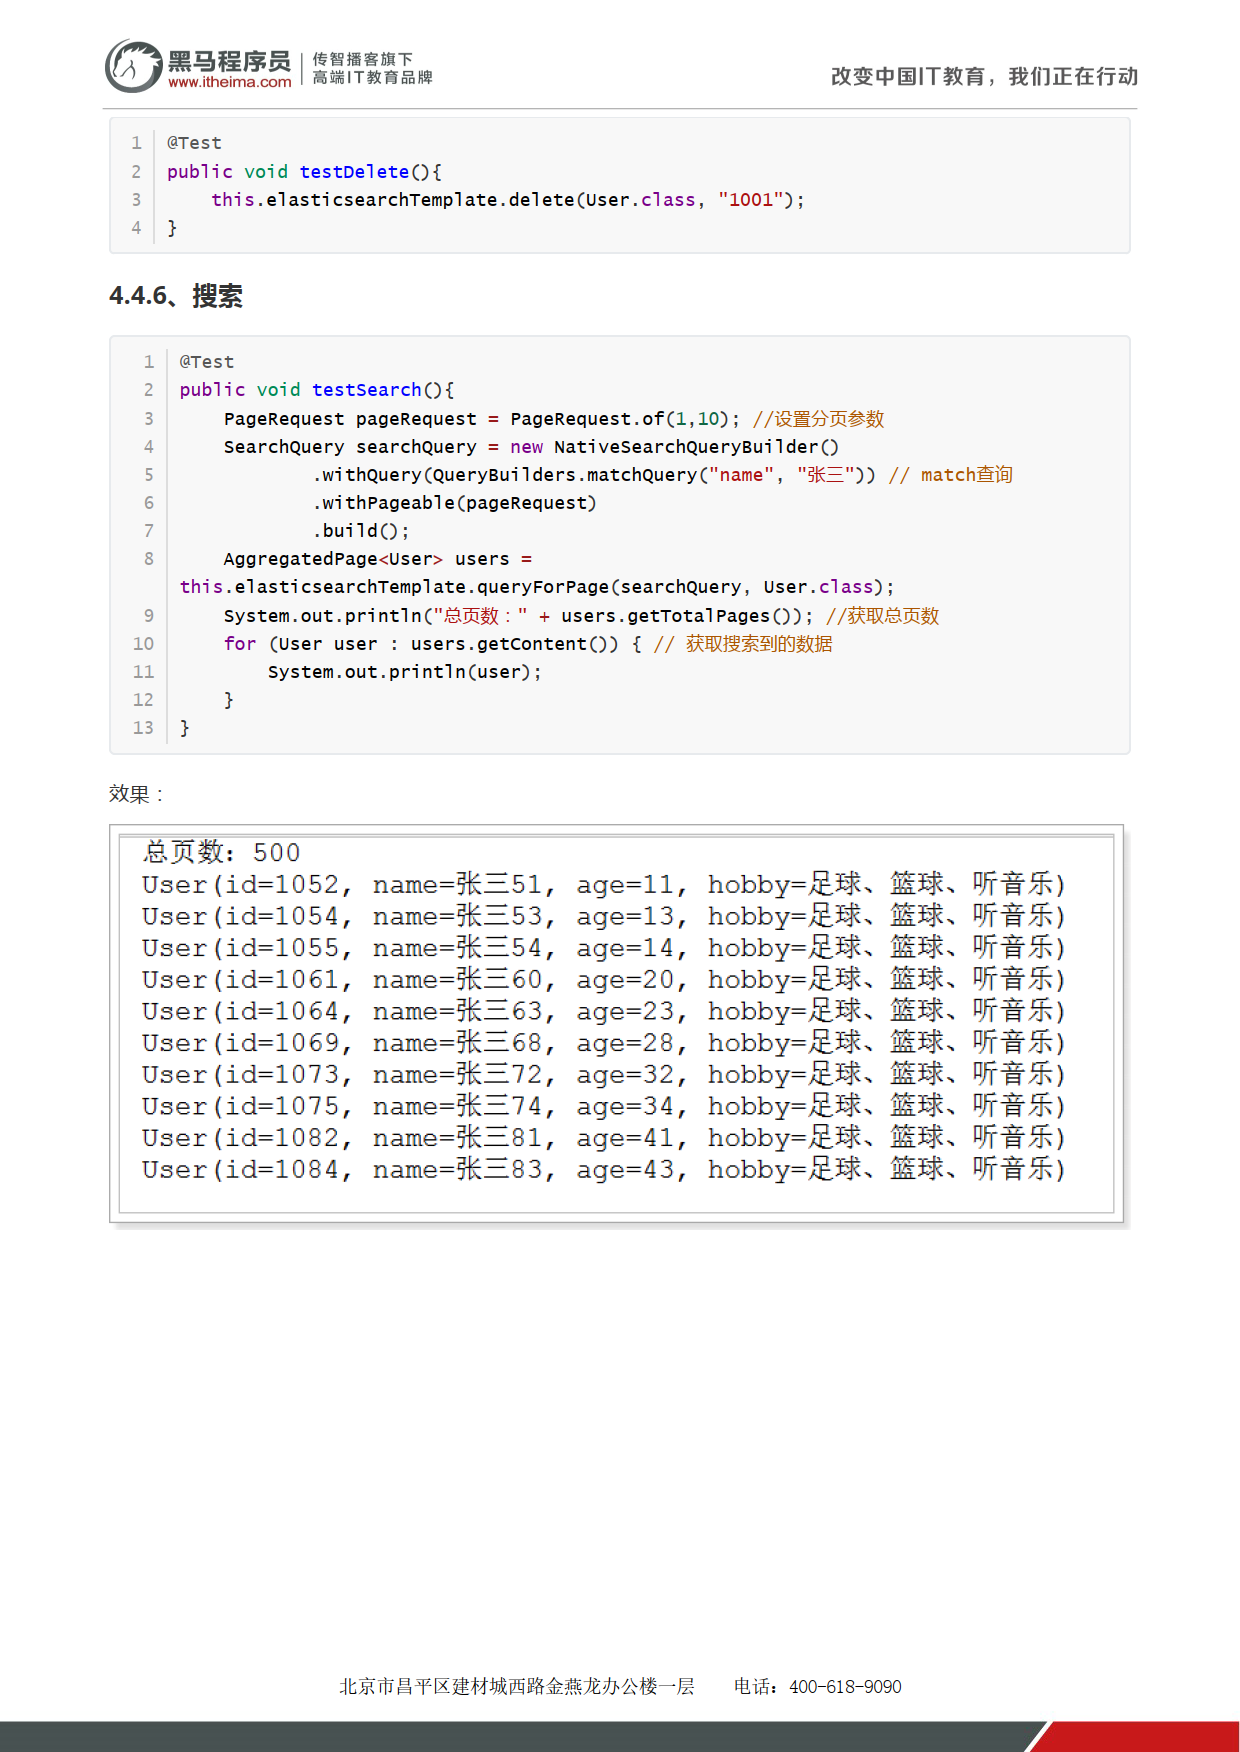 黑马程序员 传智播客旗下
www.itheima.com 高端IT教育品牌
改变中国IT教育，我们正在行动
1 @Test
2 public void testDelete(){
3     this.elasticsearchTemplate.delete(User.class, "1001");
4 }
4.4.6、搜索
1 @Test
2 public void testSearch(){
3     PageRequest pageRequest = PageRequest.of(1,10); //设置分页参数
4     SearchQuery searchQuery = new NativeSearchQueryBuilder()
5             .withQuery(QueryBuilders.matchQuery("name", "张三")) // match查询
6             .withPageable(pageRequest)
7             .build();
8     AggregatedPage<User> users =
this.elasticsearchTemplate.queryForPage(searchQuery, User.class);
9     System.out.println("总页数：" + users.getTotalPages()); //获取总页数
10     for (User user : users.getContent()) { // 获取搜索到的数据
11         System.out.println(user);
12     }
13 }
效果：
总页数：500
User(id=1052, name=张三51, age=11, hobby=足球、篮球、听音乐)
User(id=1054, name=张三53, age=13, hobby=足球、篮球、听音乐)
User(id=1055, name=张三54, age=14, hobby=足球、篮球、听音乐)
User(id=1061, name=张三60, age=20, hobby=足球、篮球、听音乐)
User(id=1064, name=张三63, age=23, hobby=足球、篮球、听音乐)
User(id=1069, name=张三68, age=28, hobby=足球、篮球、听音乐)
User(id=1073, name=张三72, age=32, hobby=足球、篮球、听音乐)
User(id=1075, name=张三74, age=34, hobby=足球、篮球、听音乐)
User(id=1082, name=张三81, age=41, hobby=足球、篮球、听音乐)
User(id=1084, name=张三83, age=43, hobby=足球、篮球、听音乐)
北京市昌平区建材城西路金燕龙办公楼一层 电话：400-618-9090